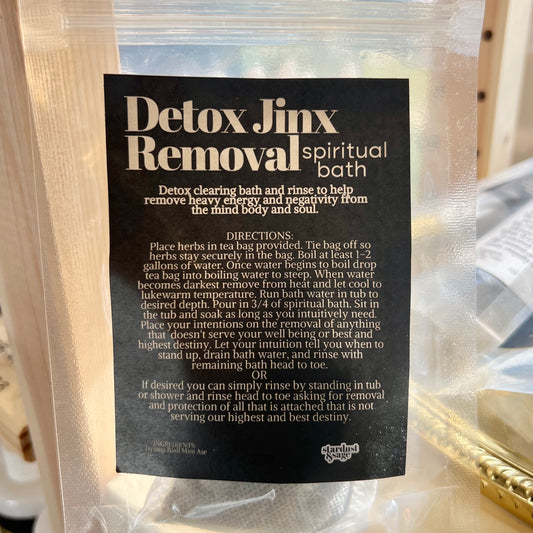 Detox Jinx
Removal spiritual
bath
Detox clearing bath and rinse to help
remove heavy energy and negativity from
the mind body and soul.
DIRECTIONS:
Place herbs in tea bag provided. Tie bag off so
herbs stay securely in the bag. Boil at least 1-2
gallons of water. Once water begins to boil drop
tea bag into boiling water to steep. When water
becomes darkest remove from heat and let cool to
lukewarm temperature. Run bath water in tub to
desired depth. Pour in 3/4 of spiritual bath. Sit in
the tub and soak as long as you intuitively need.
Place your intentions on the removal of anything
that doesn't serve your well being or best and
highest destiny. Let your intuition tell you when to
stand up, drain bath water, and rinse with
remaining bath head to toe.
OR
If desired you can simply rinse by standing in tub
or shower and rinse head to toe asking for removal
and protection of all that is attached that is not
serving our highest and best destiny.
INGREDIENTS:
Hyssop Basil Mint Ase
stardust
&sage